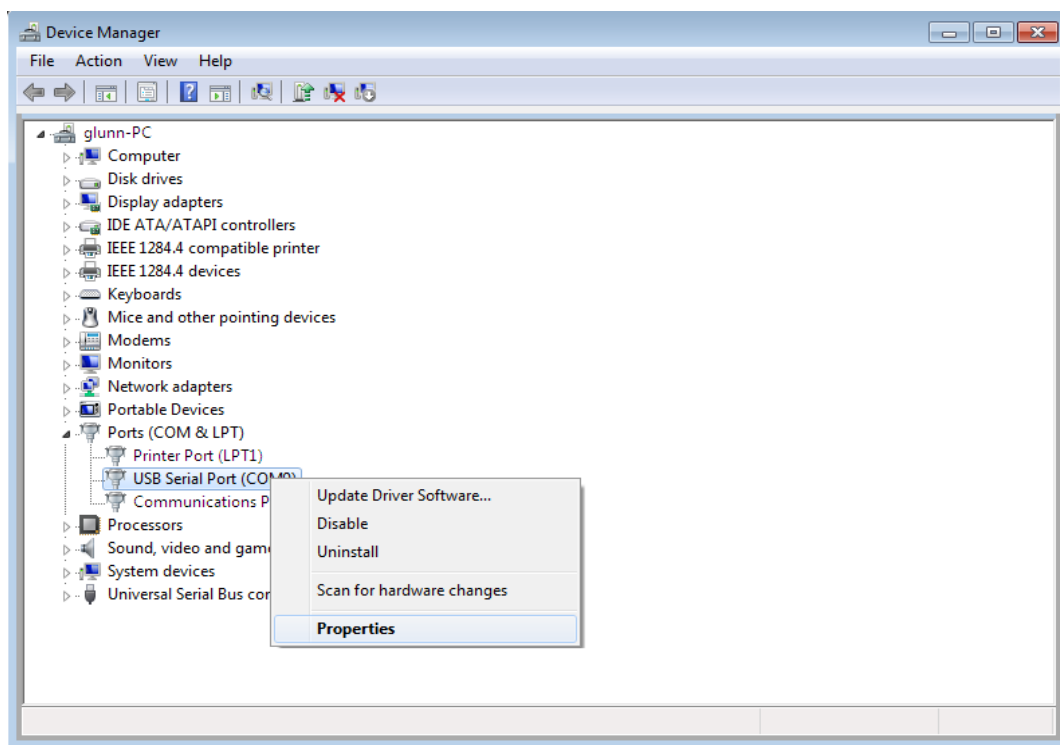 Device Manager
File Action View Help
glunn-PC
Computer
Disk drives
Display adapters
IDE ATA/ATAPI controllers
IEEE 1284.4 compatible printer
IEEE 1284.4 devices
Keyboards
Mice and other pointing devices
Modems
Monitors
Network adapters
Portable Devices
Ports (COM & LPT)
Printer Port (LPT1)
USB Serial Port
Communications P
Processors
Sound, video and gam
System devices
Universal Serial Bus cor
Update Driver Software...
Disable
Uninstall
Scan for hardware changes
Properties